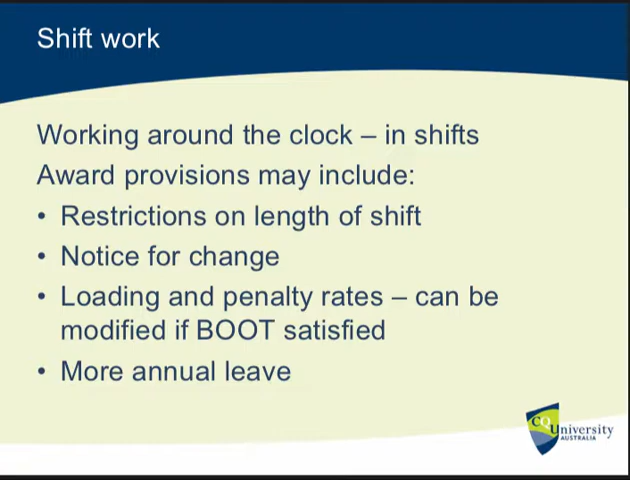 Shift work
Working around the clock – in shifts
Award provisions may include:
• Restrictions on length of shift
• Notice for change
• Loading and penalty rates – can be
modified if BOOT satisfied
• More annual leave
CQUniversity
AUSTRALIA